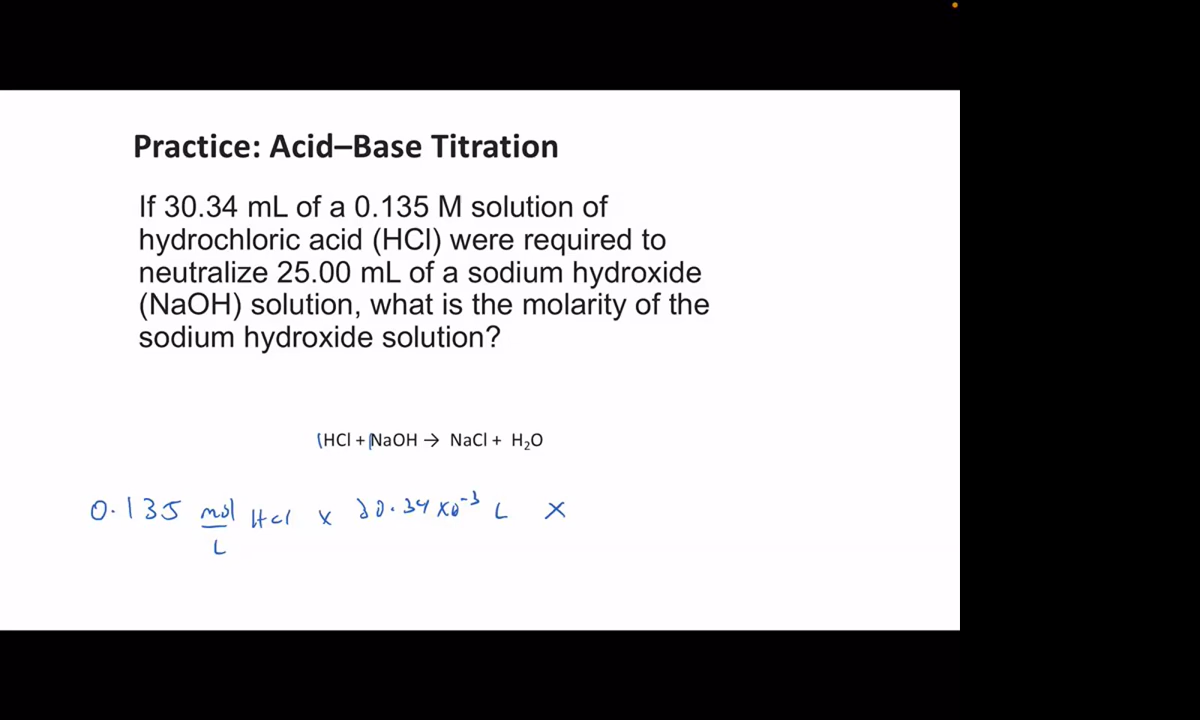 Practice: Acid–Base Titration
If 30.34 mL of a 0.135 M solution of
hydrochloric acid (HCl) were required to
neutralize 25.00 mL of a sodium hydroxide
(NaOH) solution, what is the molarity of the
sodium hydroxide solution?
1HCl + 1NaOH → NaCl + H₂O
0.135 mol/L HCl x 30.34 x10⁻³ L x